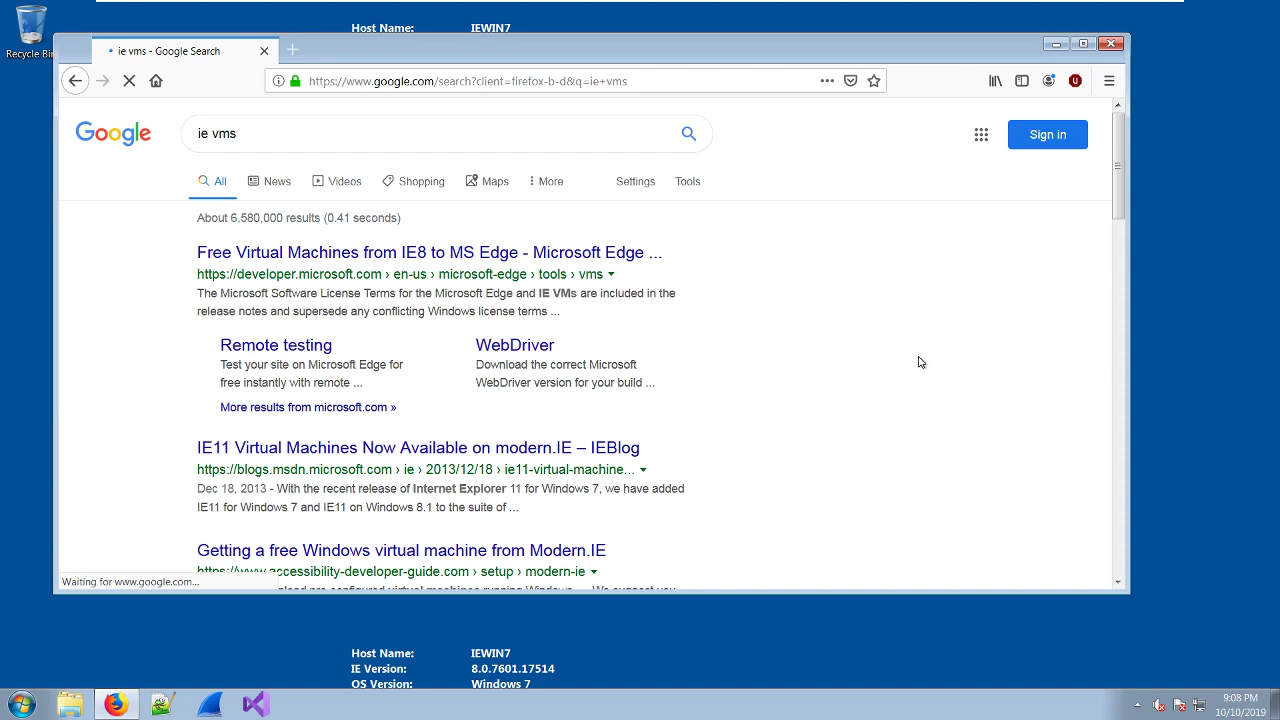 Host Name: IEWIN7
Recycle Bin
ie vms - Google Search
https://www.google.com/search?client=firefox-b-d&q=ie+vms
Google
ie vms
Sign in
All News Videos Shopping Maps More Settings Tools
About 6,580,000 results (0.41 seconds)
Free Virtual Machines from IE8 to MS Edge - Microsoft Edge ...
https://developer.microsoft.com › en-us › microsoft-edge › tools › vms
The Microsoft Software License Terms for the Microsoft Edge and IE VMs are included in the
release notes and supersede any conflicting Windows license terms ...
Remote testing
Test your site on Microsoft Edge for
free instantly with remote ...
WebDriver
Download the correct Microsoft
WebDriver version for your build ...
More results from microsoft.com »
IE11 Virtual Machines Now Available on modern.IE – IEBlog
https://blogs.msdn.microsoft.com › ie › 2013/12/18 › ie11-virtual-machine...
Dec 18, 2013 - With the recent release of Internet Explorer 11 for Windows 7, we have added
IE11 for Windows 7 and IE11 on Windows 8.1 to the suite of ...
Getting a free Windows virtual machine from Modern.IE
https://www.accessibility-developer-guide.com › setup › modern-ie
Waiting for www.google.com...
Host Name: IEWIN7
IE Version: 8.0.7601.17514
OS Version: Windows 7
9:08 PM
10/10/2019